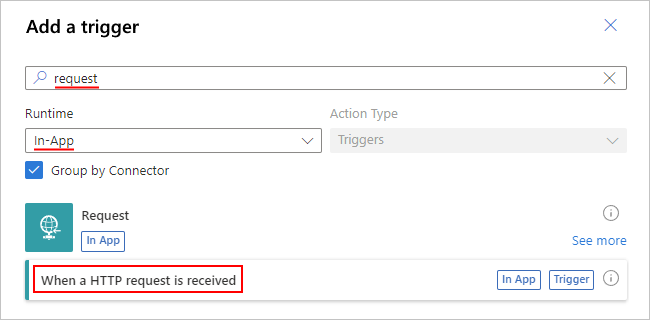 Add a trigger
request
Runtime Action Type
In-App Triggers
Group by Connector
Request
In App
See more
When a HTTP request is received In App Trigger